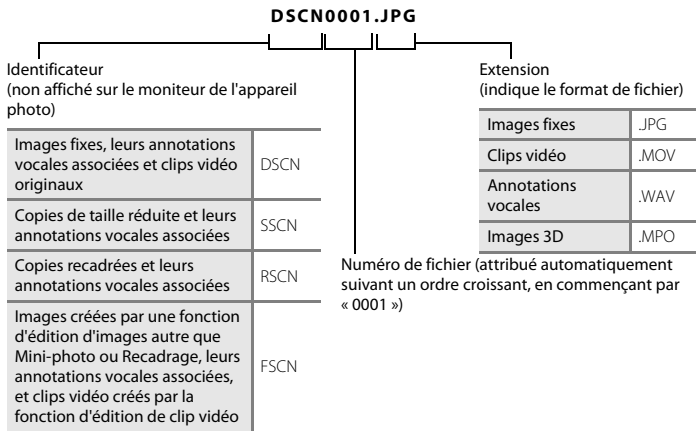 DSCN0001.JPG
Identificateur
(non affiché sur le moniteur de l'appareil
photo)
Images fixes, leurs annotations
vocales associées et clips vidéo
originaux
DSCN
Copies de taille réduite et leurs
annotations vocales associées
SSCN
Copies recadrées et leurs
annotations vocales associées
RSCN
Images créées par une fonction
d'édition d'images autre que
Mini-photo ou Recadrage, leurs
annotations vocales associées,
et clips vidéo créés par la
fonction d'édition de clip vidéo
FSCN
Extension
(indique le format de fichier)
Images fixes
.JPG
Clips vidéo
.MOV
Annotations
vocales
.WAV
Images 3D
.MPO
Numéro de fichier (attribué automatiquement
suivant un ordre croissant, en commençant par
« 0001 »)